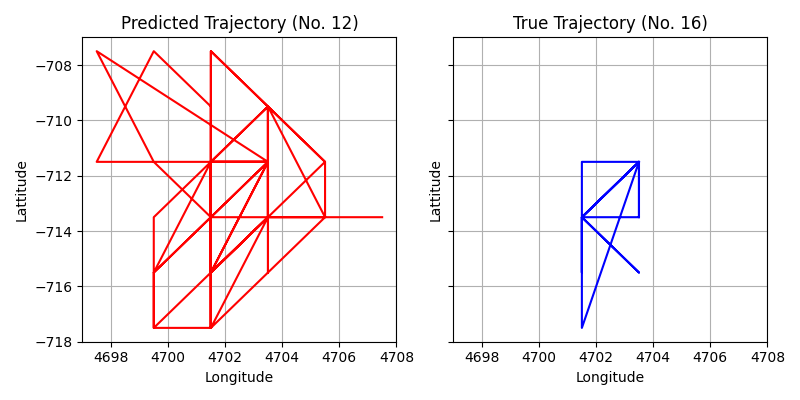 Predicted Trajectory (No. 12)
True Trajectory (No. 16)
−708
−710
−712
−714
−716
−718
Lattitude
Lattitude
4698 4700 4702 4704 4706 4708
4698 4700 4702 4704 4706 4708
Longitude
Longitude